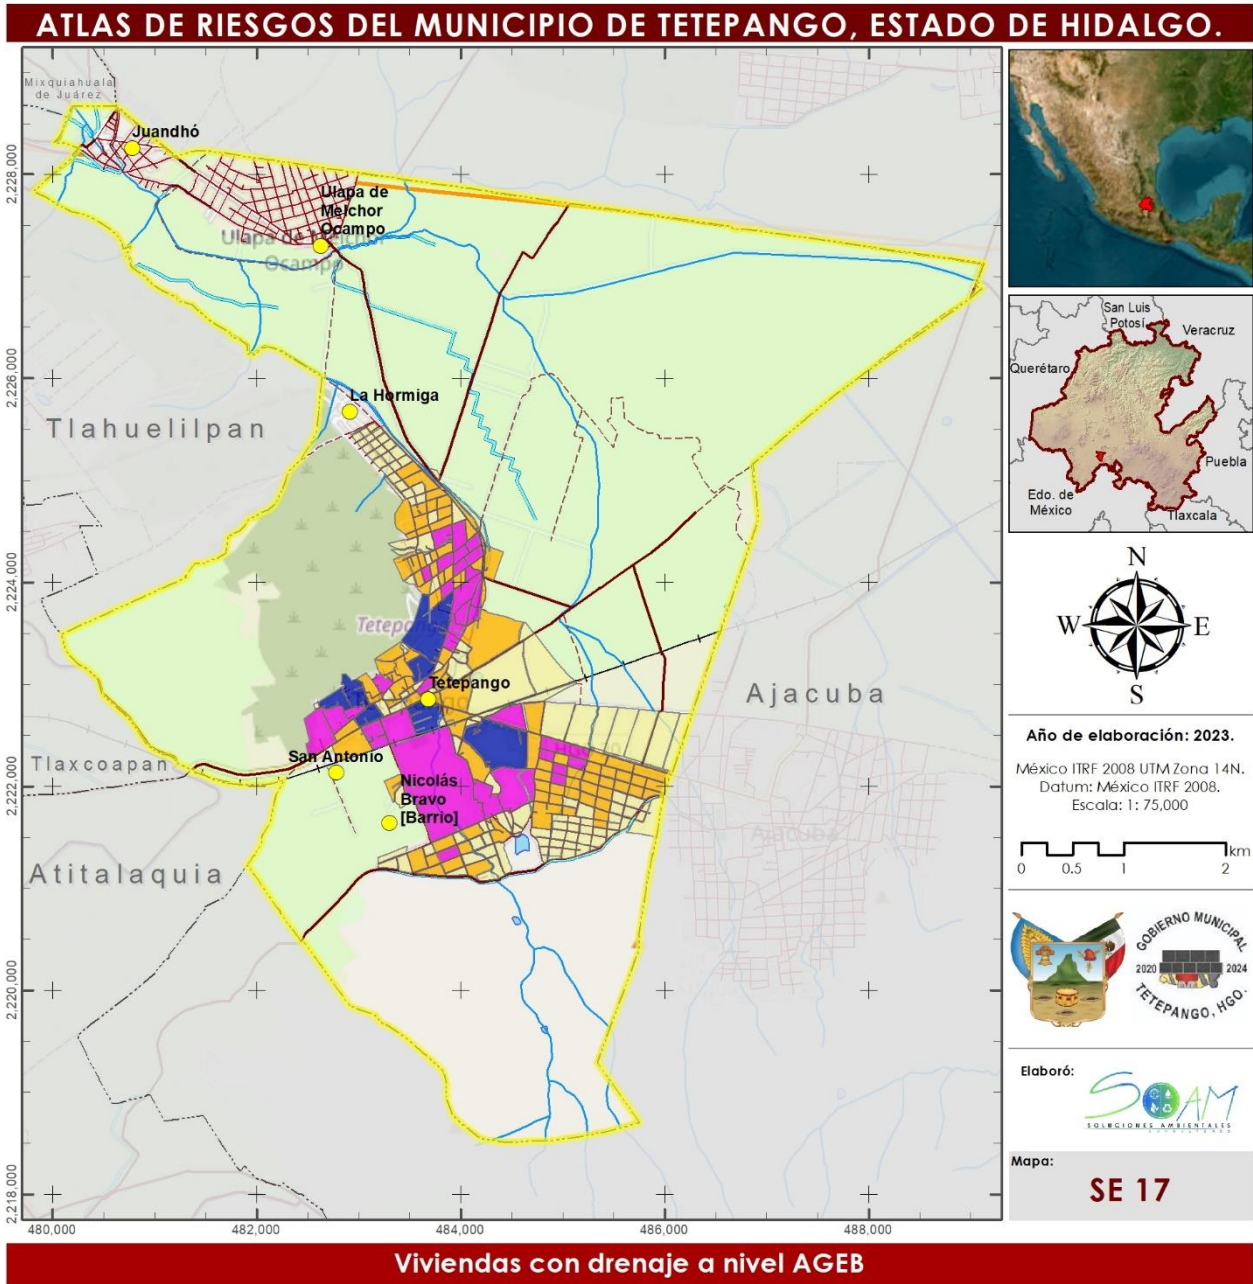 ATLAS DE RIESGOS DEL MUNICIPIO DE TETEPANGO, ESTADO DE HIDALGO.
Mixquiahuala
de Juárez
Juandhó
Ulapa de
Melchor
Ocampo
Ulapa de Melchor
Ocampo
La Hormiga
Tlahuelilpan
Tetepango
Tetepango
Ajacuba
San Antonio
Tlaxcoapan
Nicolás
Bravo
[Barrio]
Ajacuba
Atitalaquia
2,228,000
2,226,000
2,224,000
2,222,000
2,220,000
2,218,000
480,000
482,000
484,000
486,000
488,000
San Luis
Potosí
Veracruz
Querétaro
Puebla
Edo. de
México
Tlaxcala
N
W
E
S
Año de elaboración: 2023.
México ITRF 2008 UTM Zona 14N.
Datum: México ITRF 2008.
Escala: 1: 75,000
km
0 0.5 1 2
GOBIERNO MUNICIPAL
2020 2024
TETEPANGO, HGO.
Elaboró:
SOAM
SOLUCIONES AMBIENTALES
Mapa:
SE 17
Viviendas con drenaje a nivel AGEB